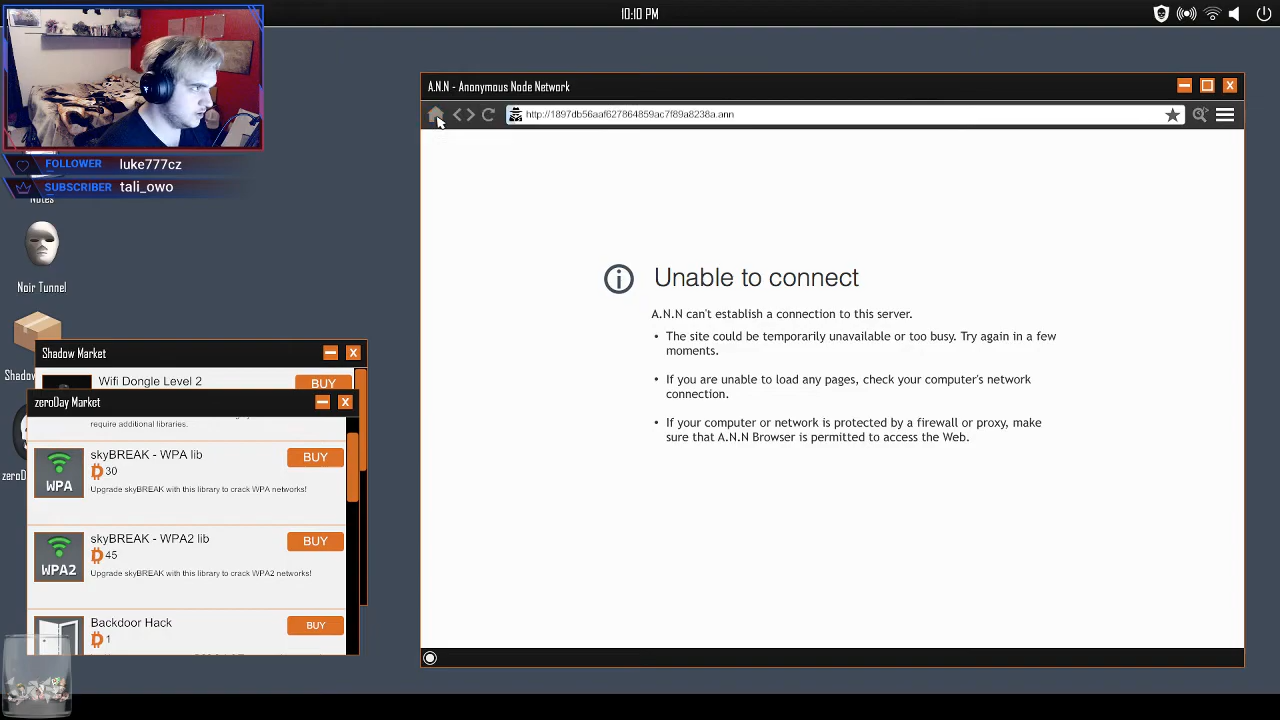 10:10 PM
A.N.N - Anonymous Node Network
http://1897db56aaf627864859ac7f89a8238a.ann
FOLLOWER luke777cz
SUBSCRIBER tali_owo
Notes
Noir Tunnel
Unable to connect
A.N.N can't establish a connection to this server.
• The site could be temporarily unavailable or too busy. Try again in a few
moments.
• If you are unable to load any pages, check your computer's network
connection.
• If your computer or network is protected by a firewall or proxy, make
sure that A.N.N Browser is permitted to access the Web.
Shadow Market
Shadow
Wifi Dongle Level 2
BUY
zeroDay Market
zeroD
require additional libraries.
skyBREAK - WPA lib
BUY
30
WPA
Upgrade skyBREAK with this library to crack WPA networks!
skyBREAK - WPA2 lib
BUY
45
WPA2
Upgrade skyBREAK with this library to crack WPA2 networks!
Backdoor Hack
BUY
1